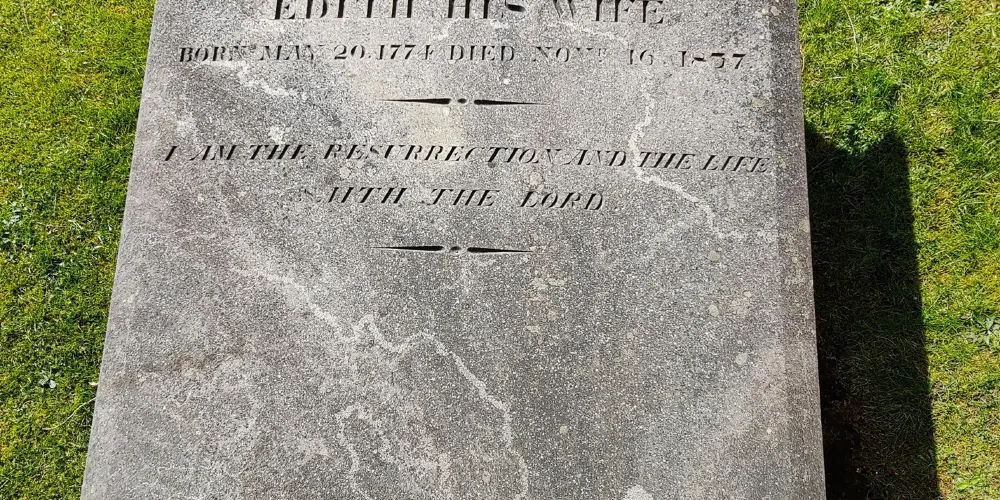 EDITH HIS WIFE
BORN MAY 20. 1774 DIED NOVR 16. 1837
I AM THE RESURRECTION AND THE LIFE
SAITH THE LORD